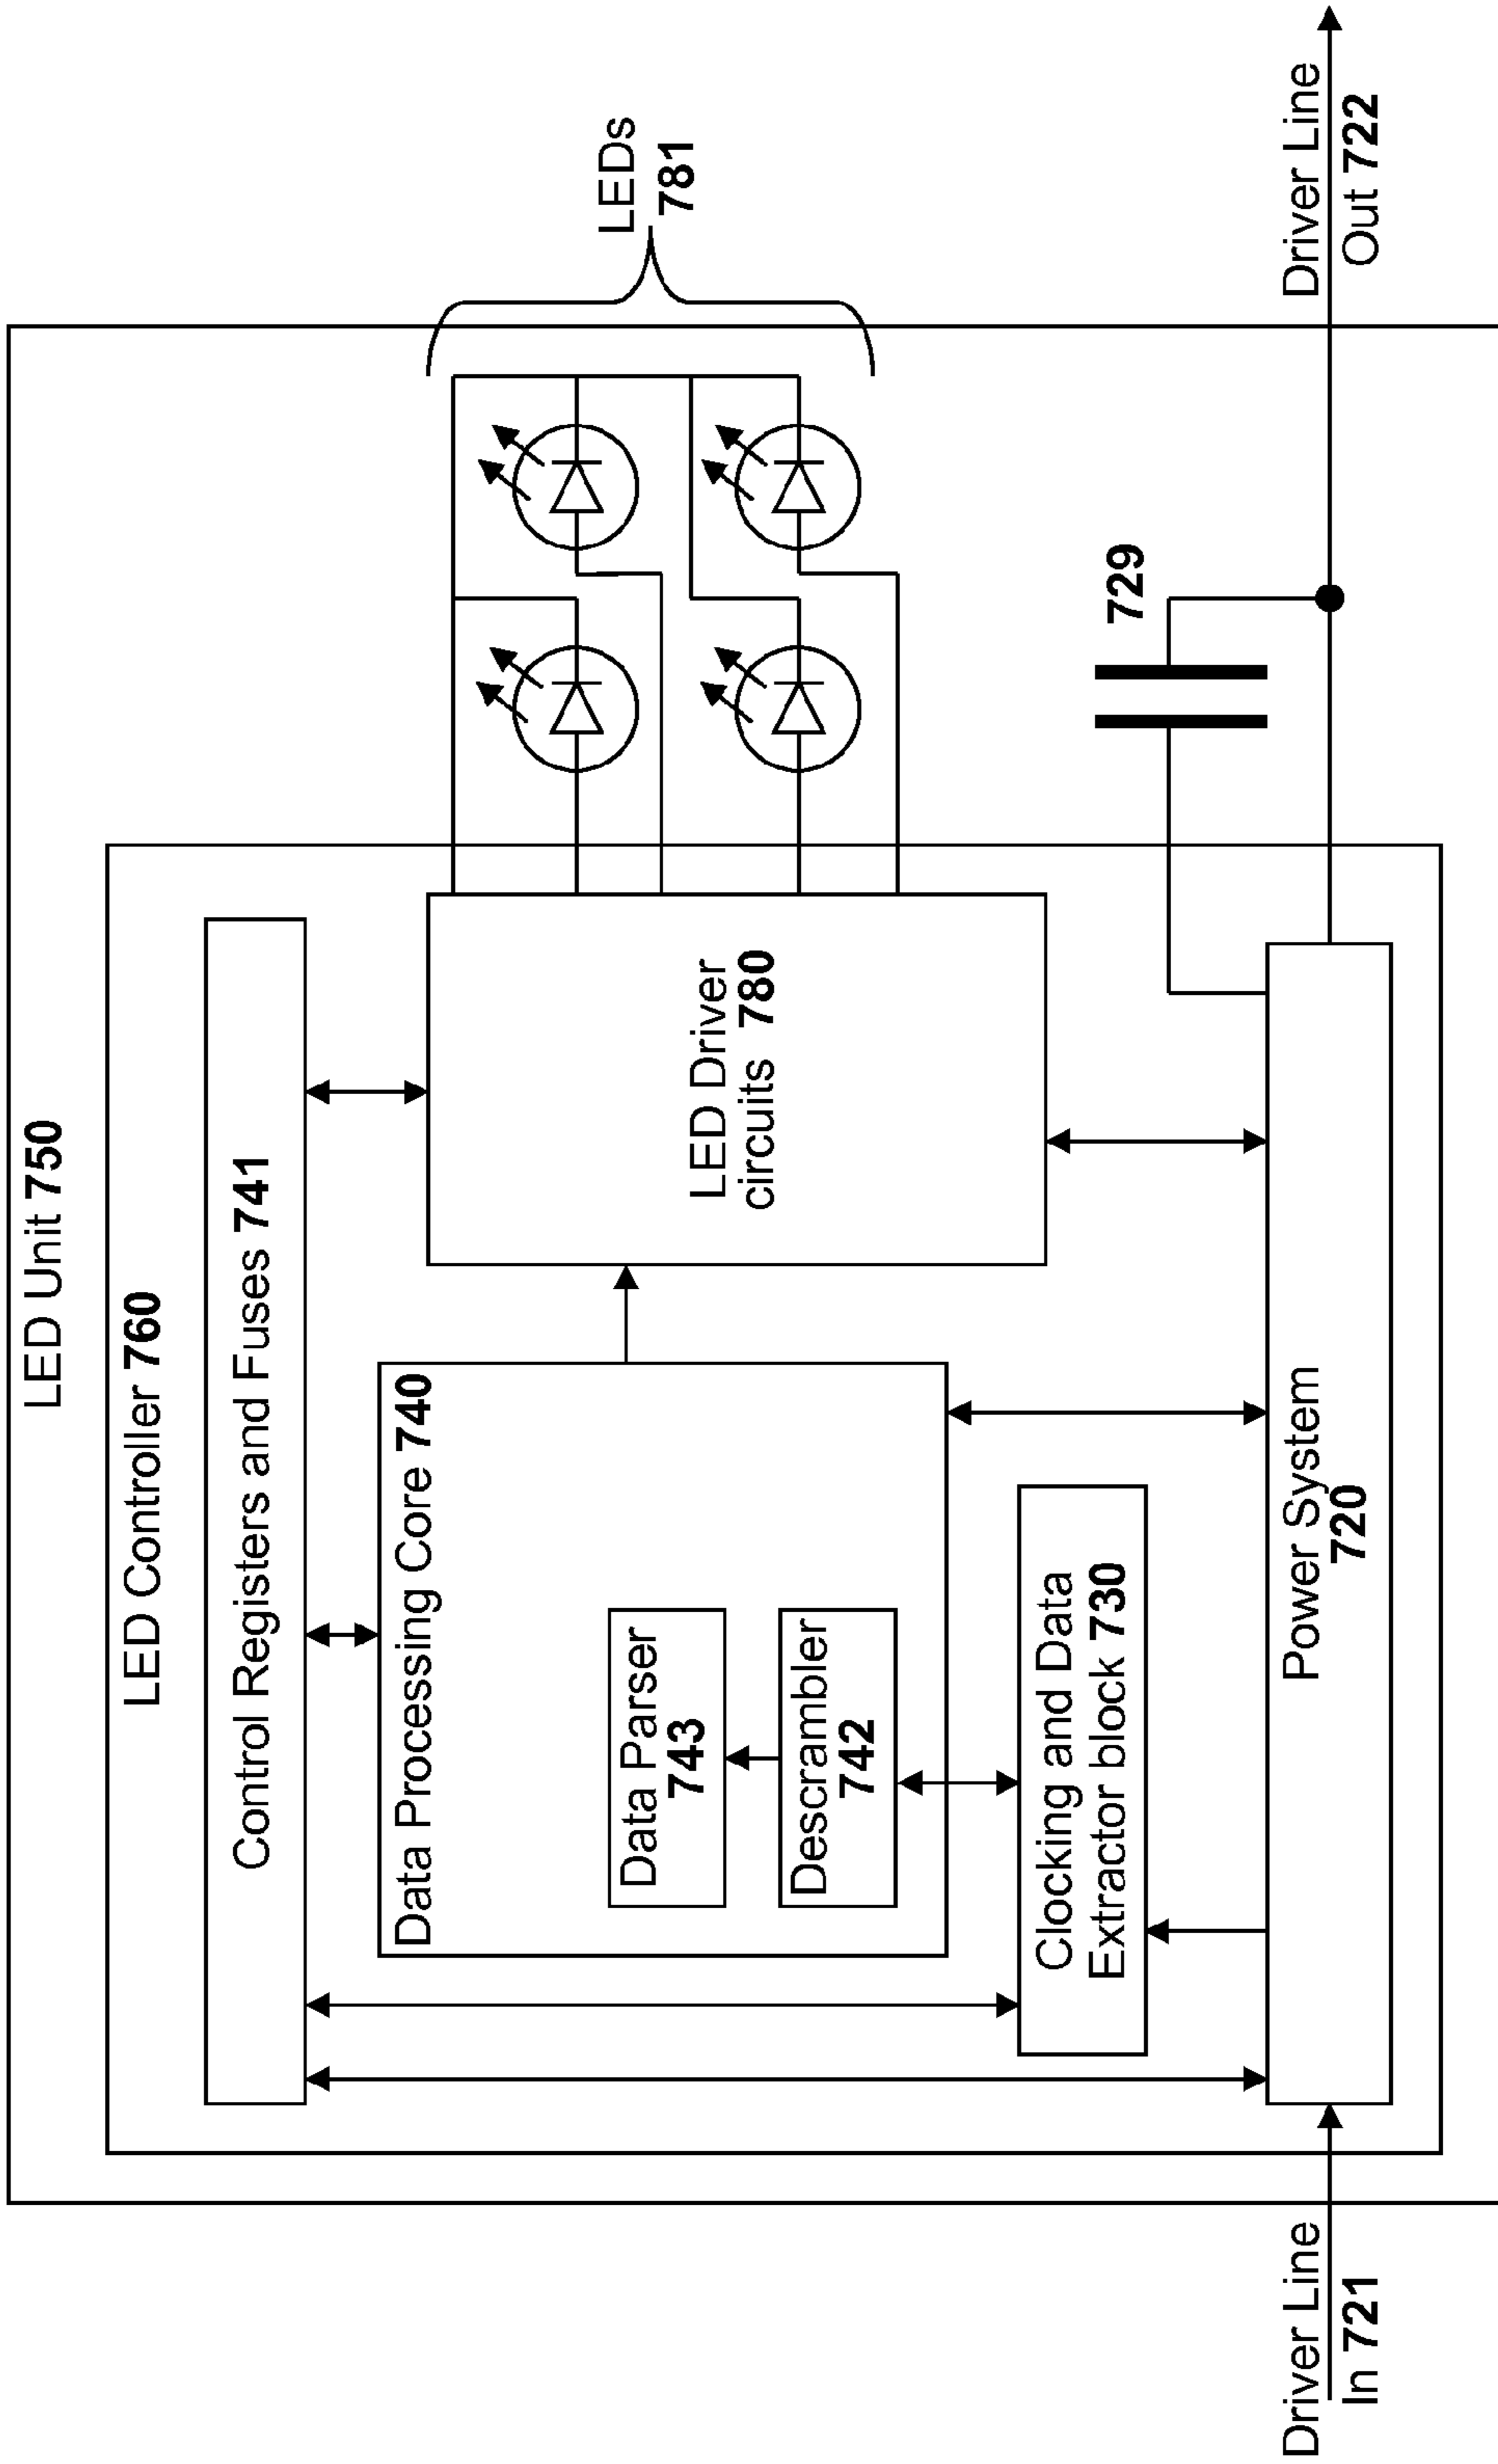 LED Unit 750
LED Controller 760
Control Registers and Fuses 741
Data Processing Core 740
Data Parser
743
Descrambler
742
Clocking and Data
Extractor block 730
LED Driver
circuits 780
LEDs
781
729
Power System
720
Driver Line
In 721
Driver Line
Out 722